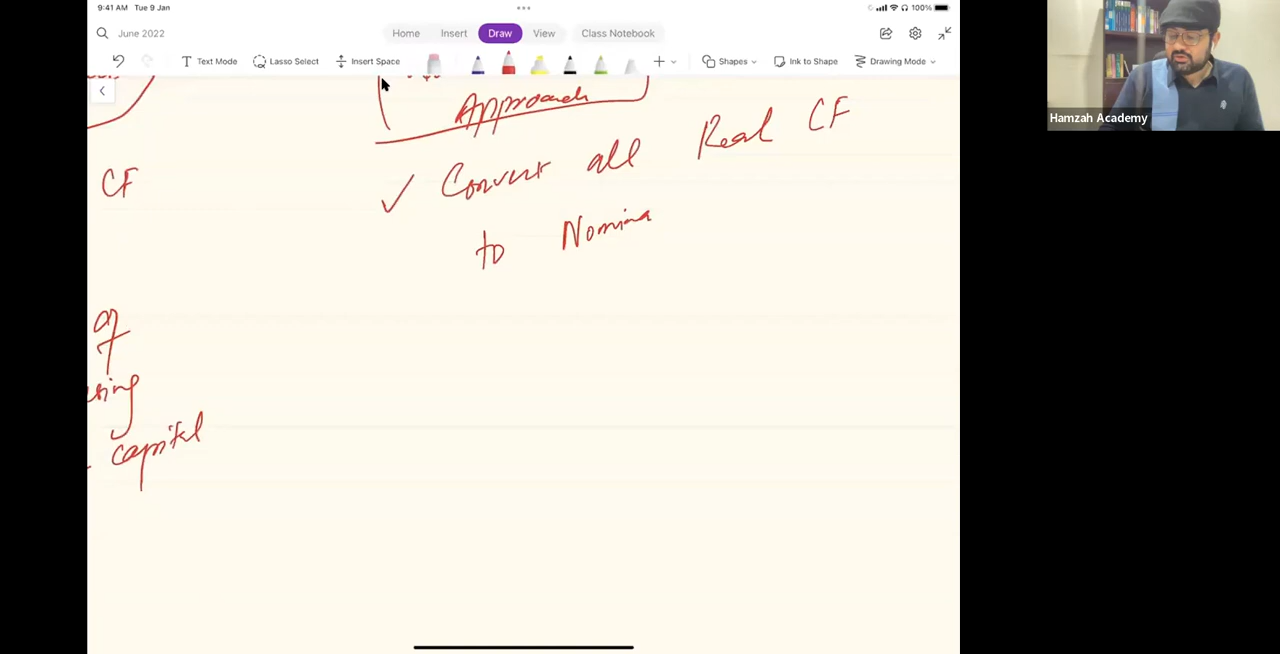 9:41 AM Tue 9 Jan
100%
June 2022
Home Insert Draw View Class Notebook
Text Mode Lasso Select Insert Space Shapes Ink to Shape Drawing Mode
Approach
✓ Convert all Real CF
to Nomina
CF
of
capital
Hamzah Academy